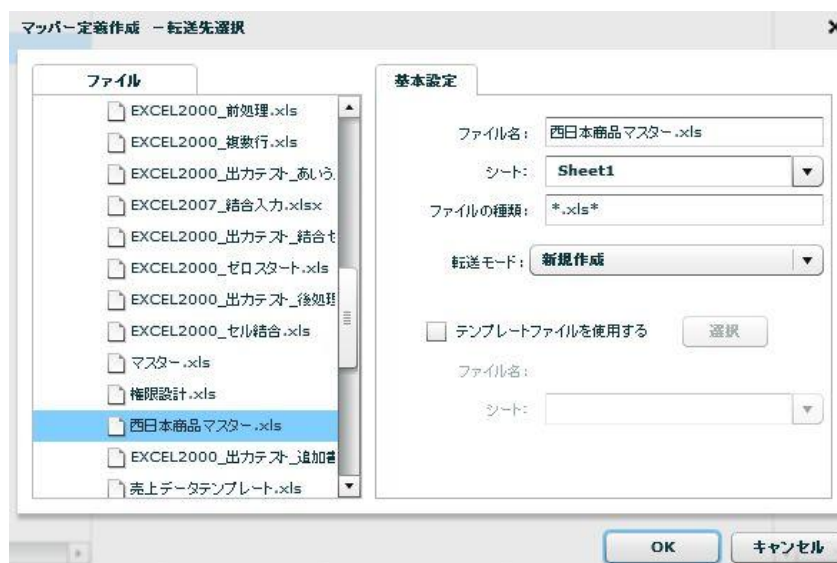 マッパー定義作成 －転送先選択
ファイル
EXCEL2000_前処理.xls
EXCEL2000_複数行.xls
EXCEL2000_出力テスト_あいう
EXCEL2007_結合入力.xlsx
EXCEL2000_出力テスト_結合セ
EXCEL2000_ゼロスタート.xls
EXCEL2000_出力テスト_後処理
EXCEL2000_セル結合.xls
マスター.xls
権限設計.xls
西日本商品マスター.xls
EXCEL2000_出力テスト_追加書
売上データテンプレート.xls
基本設定
ファイル名: 西日本商品マスター.xls
シート: Sheet1
ファイルの種類: *.xls*
転送モード: 新規作成
テンプレートファイルを使用する 選択
ファイル名:
シート:
OK キャンセル